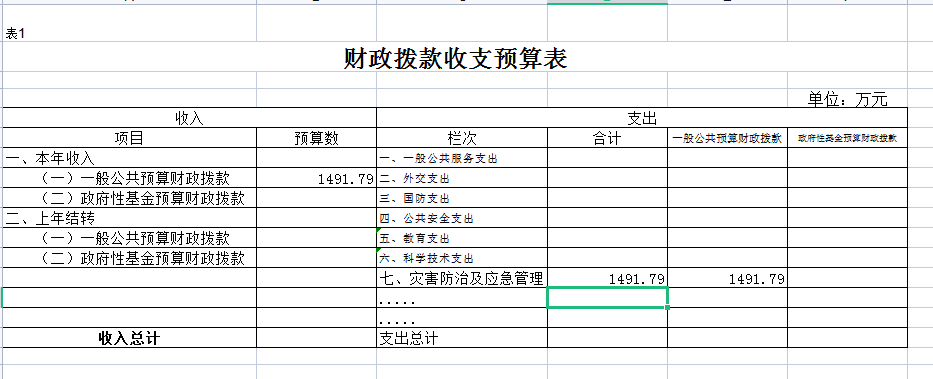 表1
财政拨款收支预算表
单位：万元
收入 支出
项目 预算数 栏次 合计 一般公共预算财政拨款 政府性基金预算财政拨款
一、本年收入 一、一般公共服务支出
（一）一般公共预算财政拨款 1491.79 二、外交支出
（二）政府性基金预算财政拨款 三、国防支出
二、上年结转 四、公共安全支出
（一）一般公共预算财政拨款 五、教育支出
（二）政府性基金预算财政拨款 六、科学技术支出
七、灾害防治及应急管理 1491.79 1491.79
.....
.....
收入总计 支出总计